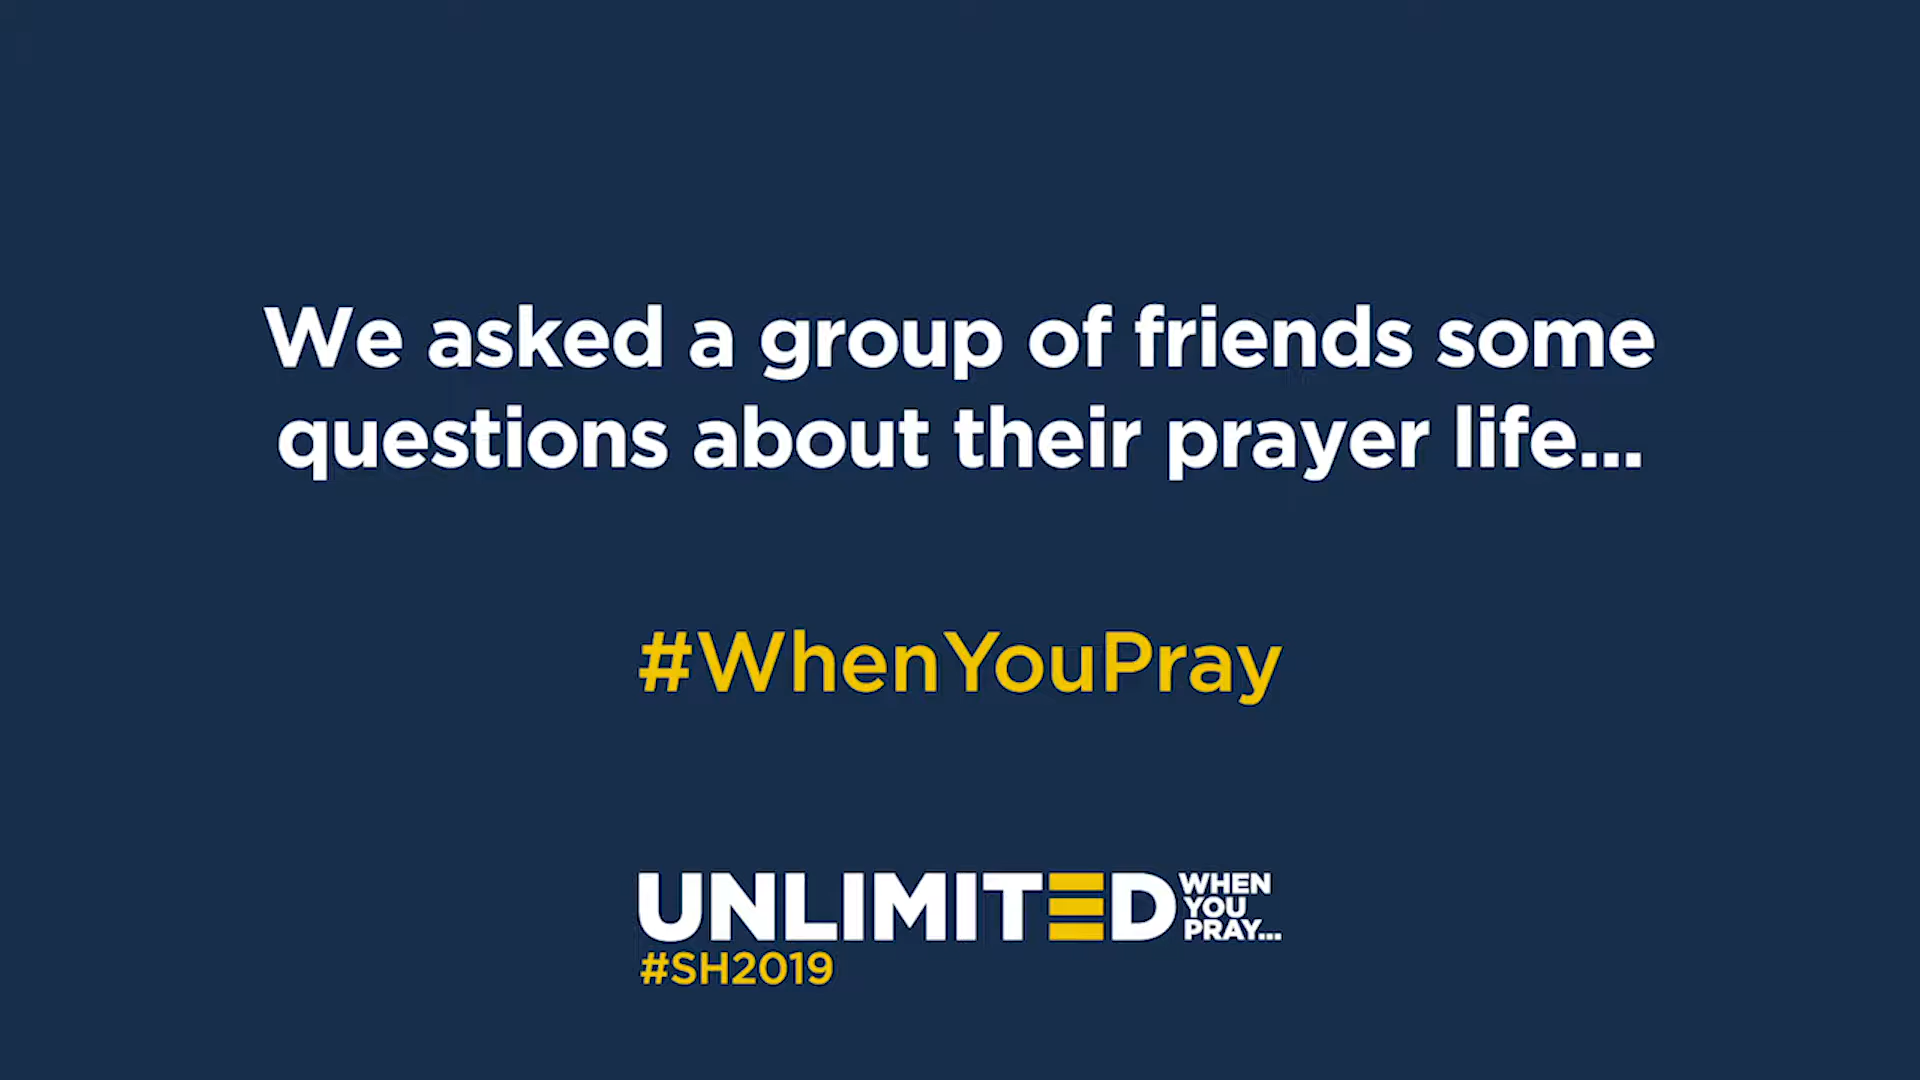 We asked a group of friends some
questions about their prayer life...
#WhenYouPray
UNLIMITED
WHEN
YOU
PRAY...
#SH2019